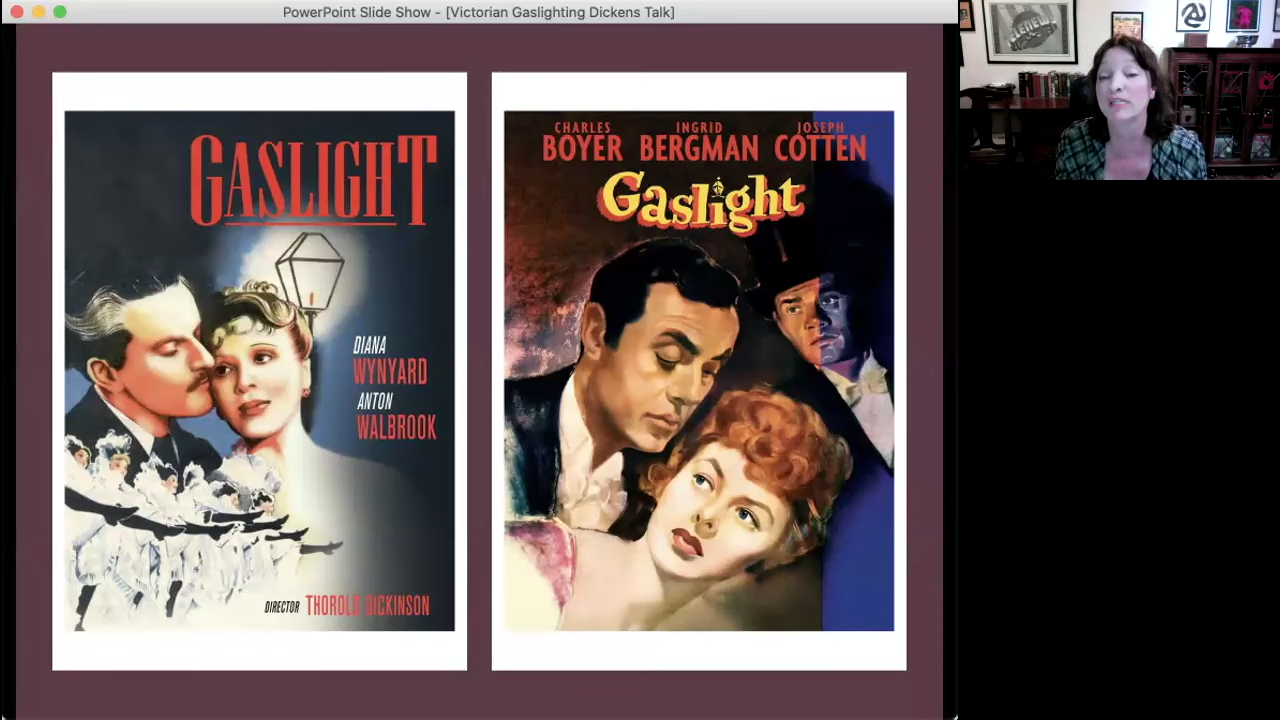 PowerPoint Slide Show - [Victorian Gaslighting Dickens Talk]
GASLIGHT
DIANA
WYNYARD
ANTON
WALBROOK
DIRECTOR THOROLD DICKINSON
CHARLES INGRID JOSEPH
BOYER BERGMAN COTTEN
Gaslight